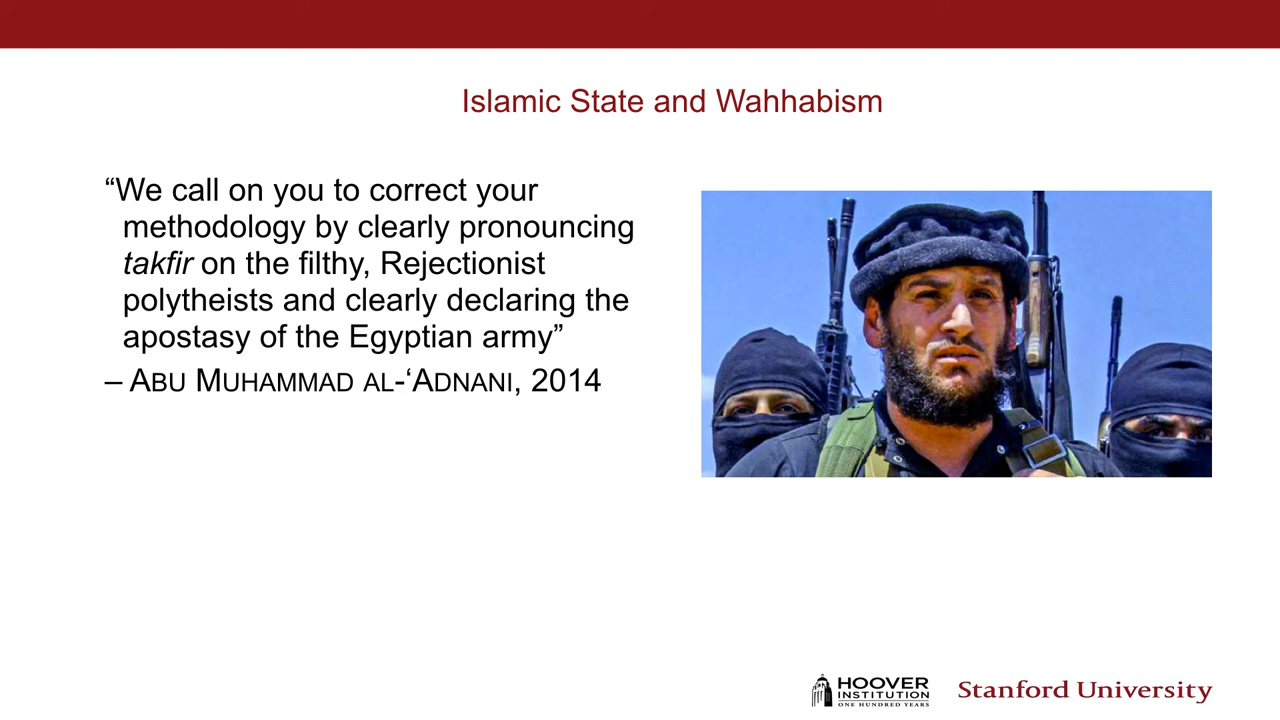 Islamic State and Wahhabism
“We call on you to correct your
methodology by clearly pronouncing
takfir on the filthy, Rejectionist
polytheists and clearly declaring the
apostasy of the Egyptian army”
– ABU MUHAMMAD AL-‘ADNANI, 2014
HOOVER
INSTITUTION
ONE HUNDRED YEARS
Stanford University